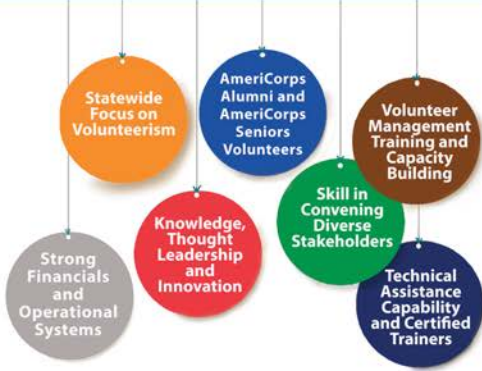 Statewide
Focus on
Volunteerism
AmeriCorps
Alumni and
AmeriCorps
Seniors
Volunteers
Volunteer
Management
Training and
Capacity
Building
Knowledge,
Thought
Leadership
and
Innovation
Skill in
Convening
Diverse
Stakeholders
Strong
Financials
and
Operational
Systems
Technical
Assistance
Capability
and Certified
Trainers